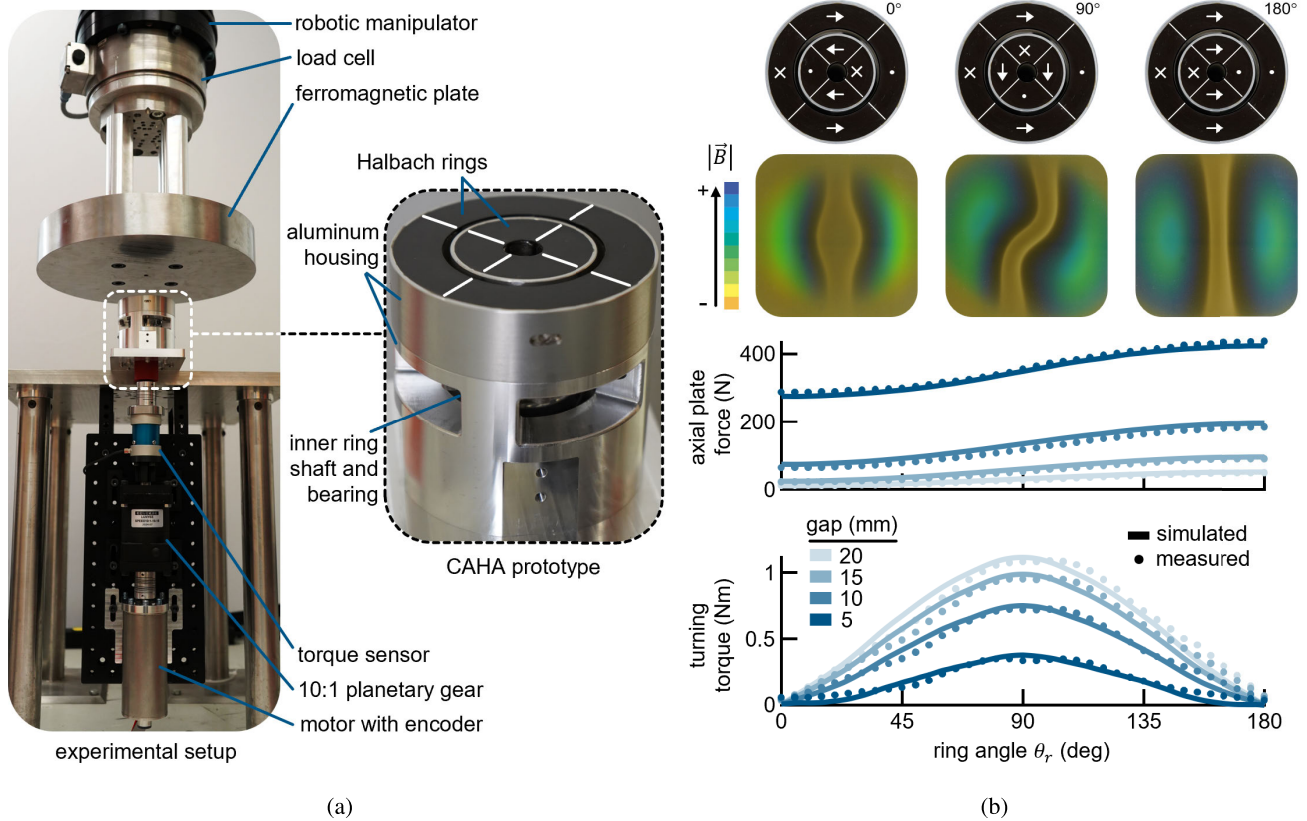 robotic manipulator
load cell
ferromagnetic plate
Halbach rings
aluminum
housing
inner ring
shaft and
bearing
CAHA prototype
torque sensor
10:1 planetary gear
motor with encoder
experimental setup
(a)
0°
90°
180°
|B⃗|
+
-
axial plate
force (N)
400
200
0
gap (mm)
20
15
10
5
simulated
measured
turning
torque (Nm)
1
0.5
0
0
45
90
135
180
ring angle θᵣ (deg)
(b)